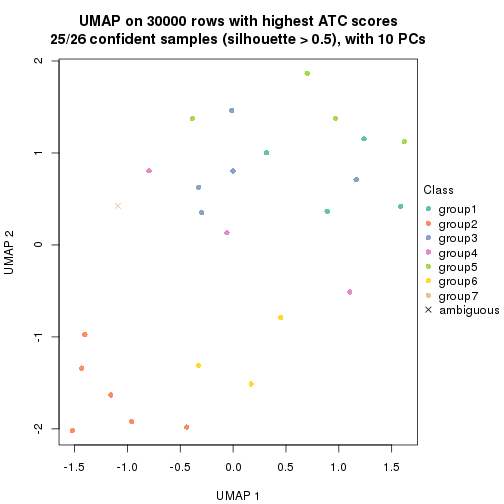 UMAP on 30000 rows with highest ATC scores
25/26 confident samples (silhouette > 0.5), with 10 PCs
2
1
0
-1
-2
UMAP 2
-1.5
-1.0
-0.5
0.0
0.5
1.0
1.5
UMAP 1
Class
group1
group2
group3
group4
group5
group6
group7
ambiguous